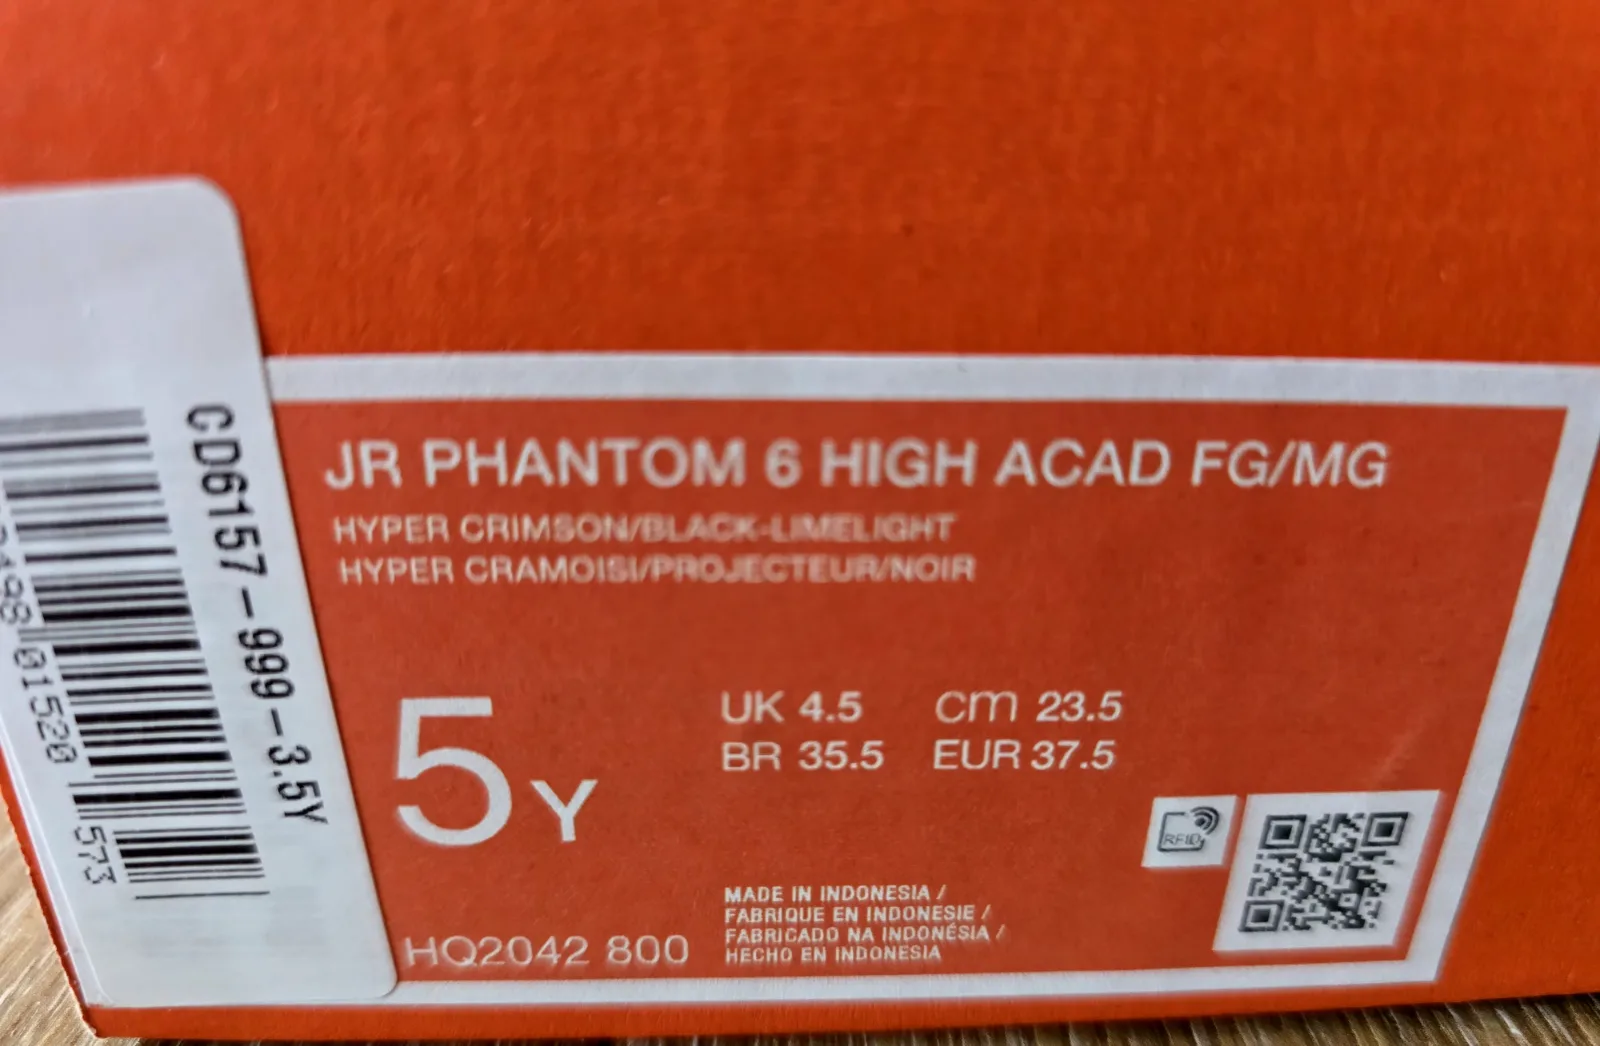 CD6157-999-3.5Y
01520
573
JR PHANTOM 6 HIGH ACAD FG/MG
HYPER CRIMSON/BLACK-LIMELIGHT
HYPER CRAMOISI/PROJECTEUR/NOIR
5Y
UK 4.5 cm 23.5
BR 35.5 EUR 37.5
RFID
HQ2042 800
MADE IN INDONESIA /
FABRIQUE EN INDONESIE /
FABRICADO NA INDONÉSIA /
HECHO EN INDONESIA